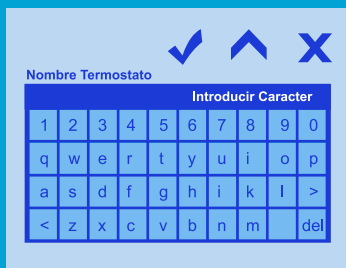 Nombre Termostato
Introducir Caracter
1 2 3 4 5 6 7 8 9 0
q w e r t y u i o p
a s d f g h i k l >
< z x c v b n m del